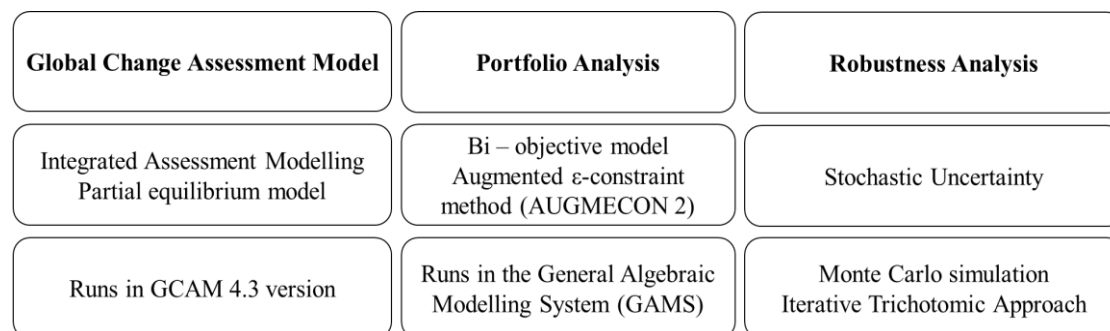 Global Change Assessment Model
Portfolio Analysis
Robustness Analysis
Integrated Assessment Modelling
Partial equilibrium model
Bi – objective model
Augmented ε-constraint
method (AUGMECON 2)
Stochastic Uncertainty
Runs in GCAM 4.3 version
Runs in the General Algebraic
Modelling System (GAMS)
Monte Carlo simulation
Iterative Trichotomic Approach